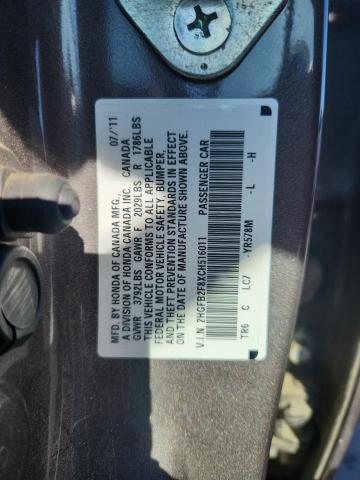 MFD. BY HONDA OF CANADA MFG. 07/'11
A DIVISION OF HONDA CANADA INC. CANADA
GVWR 3792LBS GAWR F 2029LBS R 1786LBS
THIS VEHICLE CONFORMS TO ALL APPLICABLE
FEDERAL MOTOR VEHICLE SAFETY, BUMPER,
AND THEFT PREVENTION STANDARDS IN EFFECT
ON THE DATE OF MANUFACTURE SHOWN ABOVE.
V.I.N. 2HGFB2F8XCH516011 PASSENGER CAR
TR6 C LC7 -YR578M -L -H